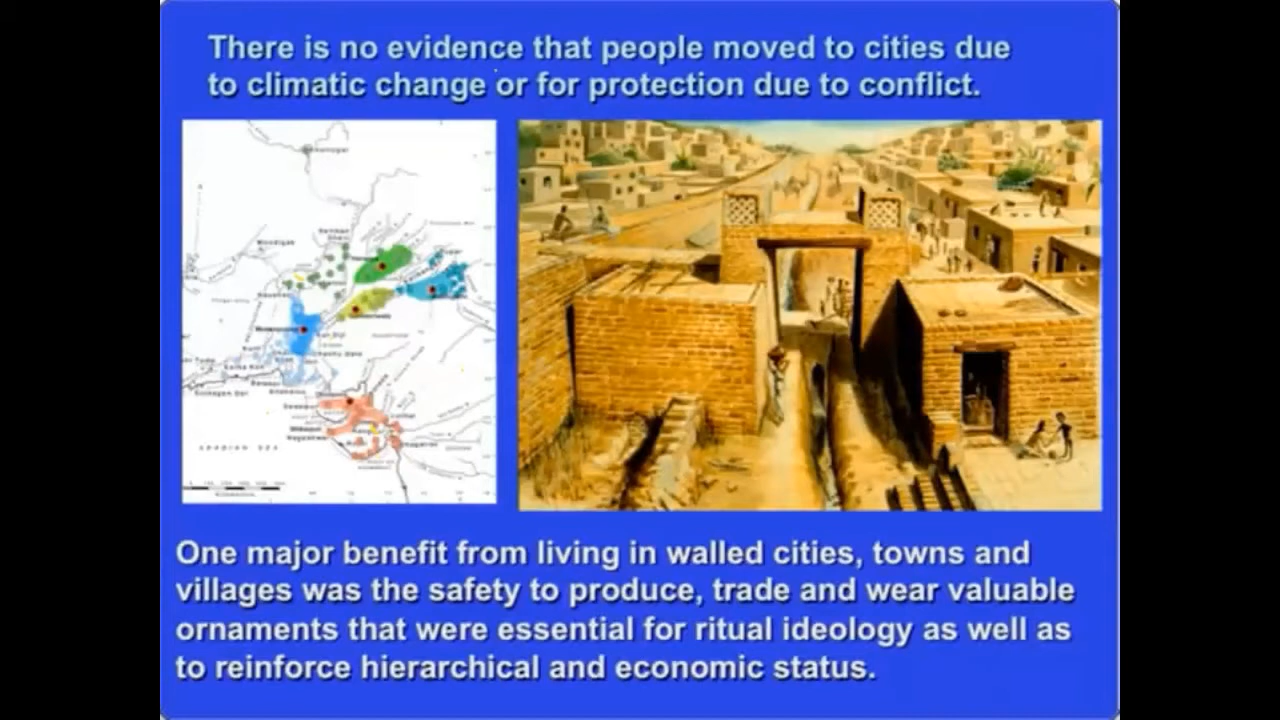 There is no evidence that people moved to cities due
to climatic change or for protection due to conflict.
ARABIAN SEA
One major benefit from living in walled cities, towns and
villages was the safety to produce, trade and wear valuable
ornaments that were essential for ritual ideology as well as
to reinforce hierarchical and economic status.